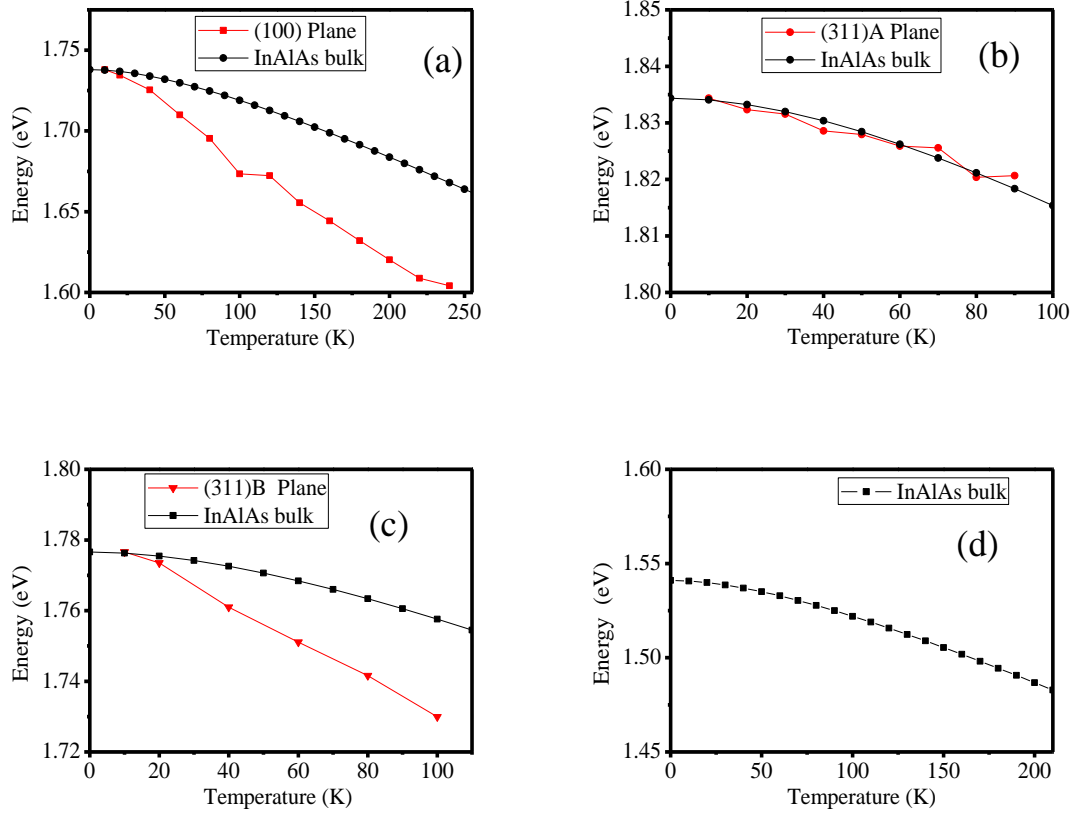 (100) Plane
InAlAs bulk
(a)
1.75
1.70
1.65
1.60
Energy (eV)
0 50 100 150 200 250
Temperature (K)
(311)A Plane
InAlAs bulk
(b)
1.85
1.84
1.83
1.82
1.81
1.80
Energy (eV)
0 20 40 60 80 100
Temperature (K)
(311)B Plane
InAlAs bulk
(c)
1.80
1.78
1.76
1.74
1.72
Energy (eV)
0 20 40 60 80 100
Temperature (K)
InAlAs bulk
(d)
1.60
1.55
1.50
1.45
Energy (eV)
0 50 100 150 200
Temperature (K)